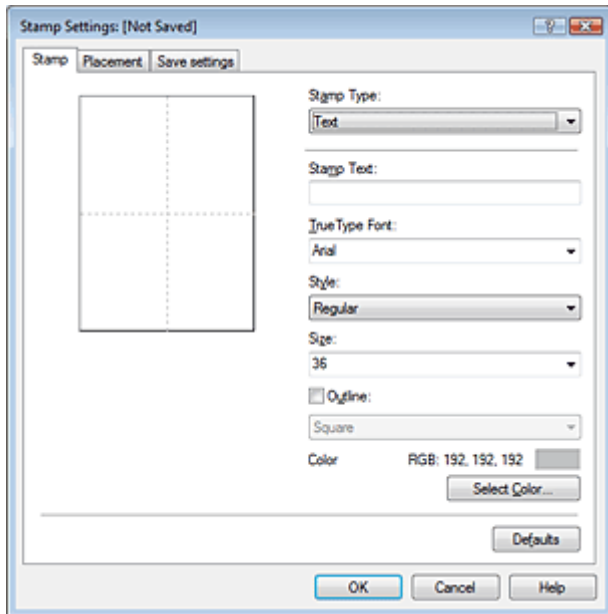 Stamp Settings: [Not Saved]
Stamp Placement Save settings
Stamp Type:
Text
Stamp Text:
TrueType Font:
Arial
Style:
Regular
Size:
36
Outline:
Square
Color RGB: 192, 192, 192
Select Color...
Defaults
OK Cancel Help